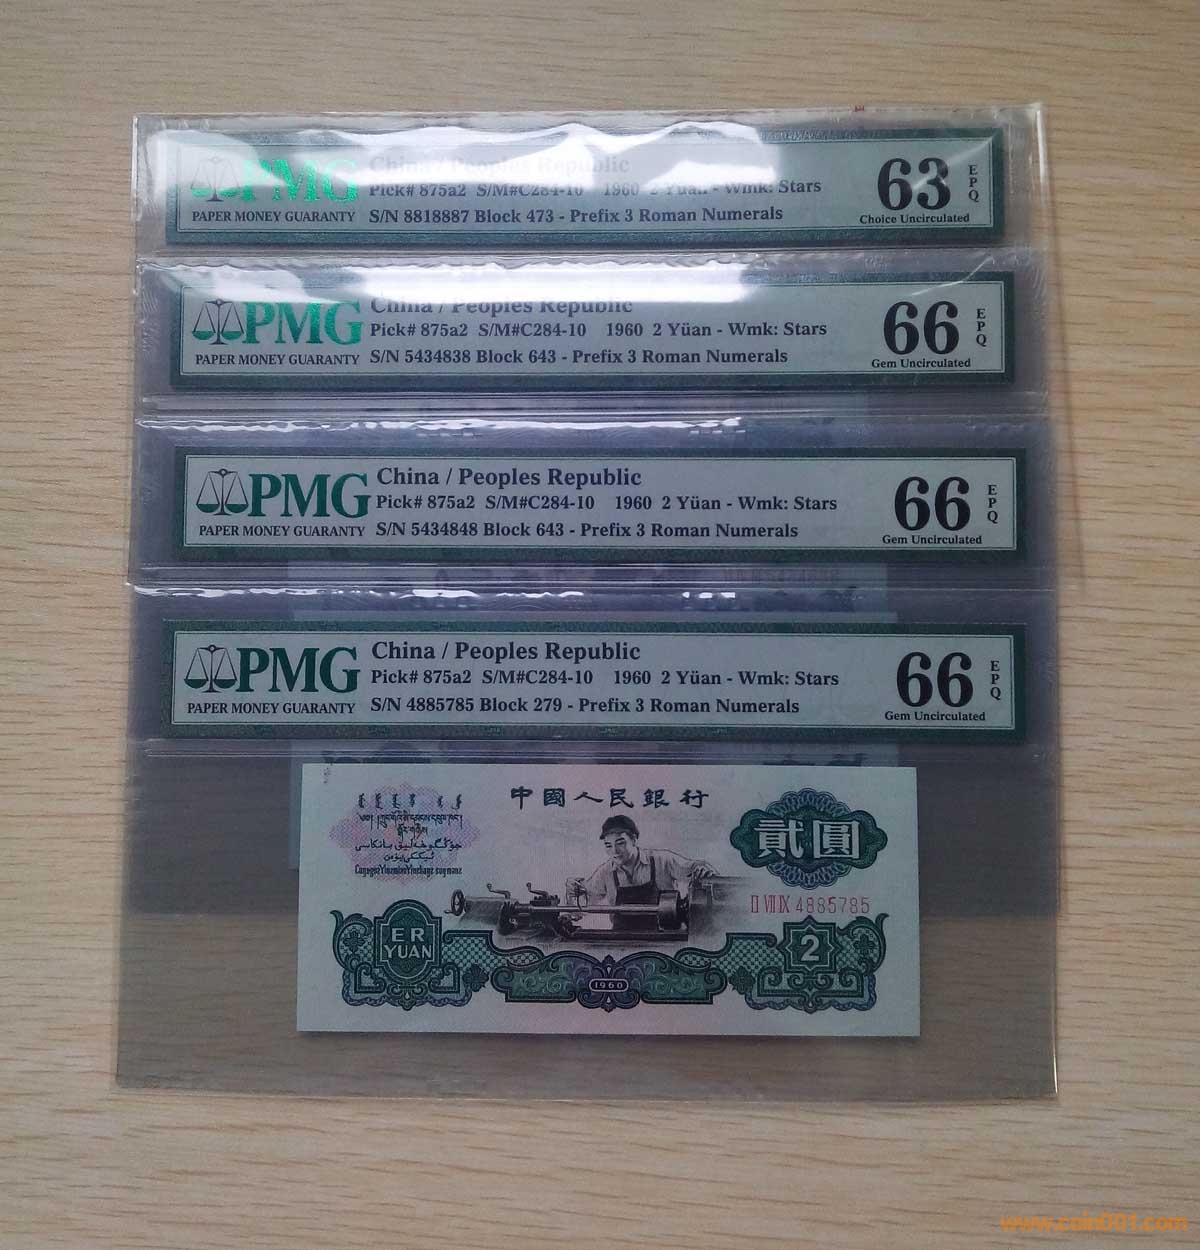 PMG
PAPER MONEY GUARANTY
China / Peoples Republic
Pick# 875a2 S/M#C284-10 1960 2 Yüan - Wmk: Stars
S/N 8818887 Block 473 - Prefix 3 Roman Numerals
63
EPQ
Choice Uncirculated
PMG
PAPER MONEY GUARANTY
China / Peoples Republic
Pick# 875a2 S/M#C284-10 1960 2 Yüan - Wmk: Stars
S/N 5434838 Block 643 - Prefix 3 Roman Numerals
66
EPQ
Gem Uncirculated
PMG
PAPER MONEY GUARANTY
China / Peoples Republic
Pick# 875a2 S/M#C284-10 1960 2 Yüan - Wmk: Stars
S/N 5434848 Block 643 - Prefix 3 Roman Numerals
66
EPQ
Gem Uncirculated
PMG
PAPER MONEY GUARANTY
China / Peoples Republic
Pick# 875a2 S/M#C284-10 1960 2 Yüan - Wmk: Stars
S/N 4885785 Block 279 - Prefix 3 Roman Numerals
66
EPQ
Gem Uncirculated
中國人民銀行
貳圓
II VII IX 4885785
ER
YUAN
2
1960
www.coin001.com